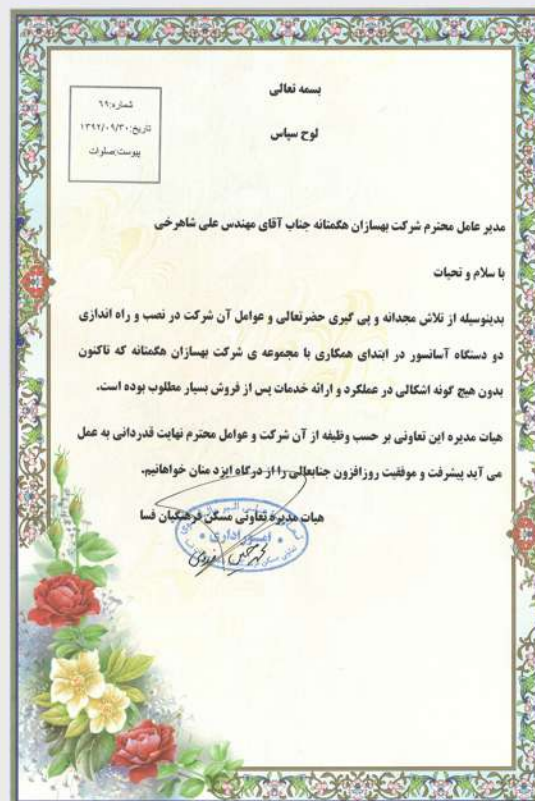 بسمه تعالی
لوح سپاس
شماره:۶۹
تاریخ:۱۳۹۲/۰۹/۳۰
پیوست:صلوات
مدیر عامل محترم شرکت بهسازان هگمتانه جناب آقای مهندس علی شاهرخی
با سلام و تحیات
بدینوسیله از تلاش مجدانه و پی گیری حضرتعالی و عوامل آن شرکت در نصب و راه اندازی
دو دستگاه آسانسور در ابتدای همکاری با مجموعه ی شرکت بهسازان هگمتانه که تاکنون
بدون هیچ گونه اشکالی در عملکرد و ارائه خدمات پس از فروش بسیار مطلوب بوده است.
هیات مدیره این تعاونی بر حسب وظیفه از آن شرکت و عوامل محترم نهایت قدردانی به عمل
می آید پیشرفت و موفقیت روزافزون جنابعالی را از درگاه ایزد منان خواهانیم.
هیات مدیره تعاونی مسکن فرهنگیان فسا
امور اداری